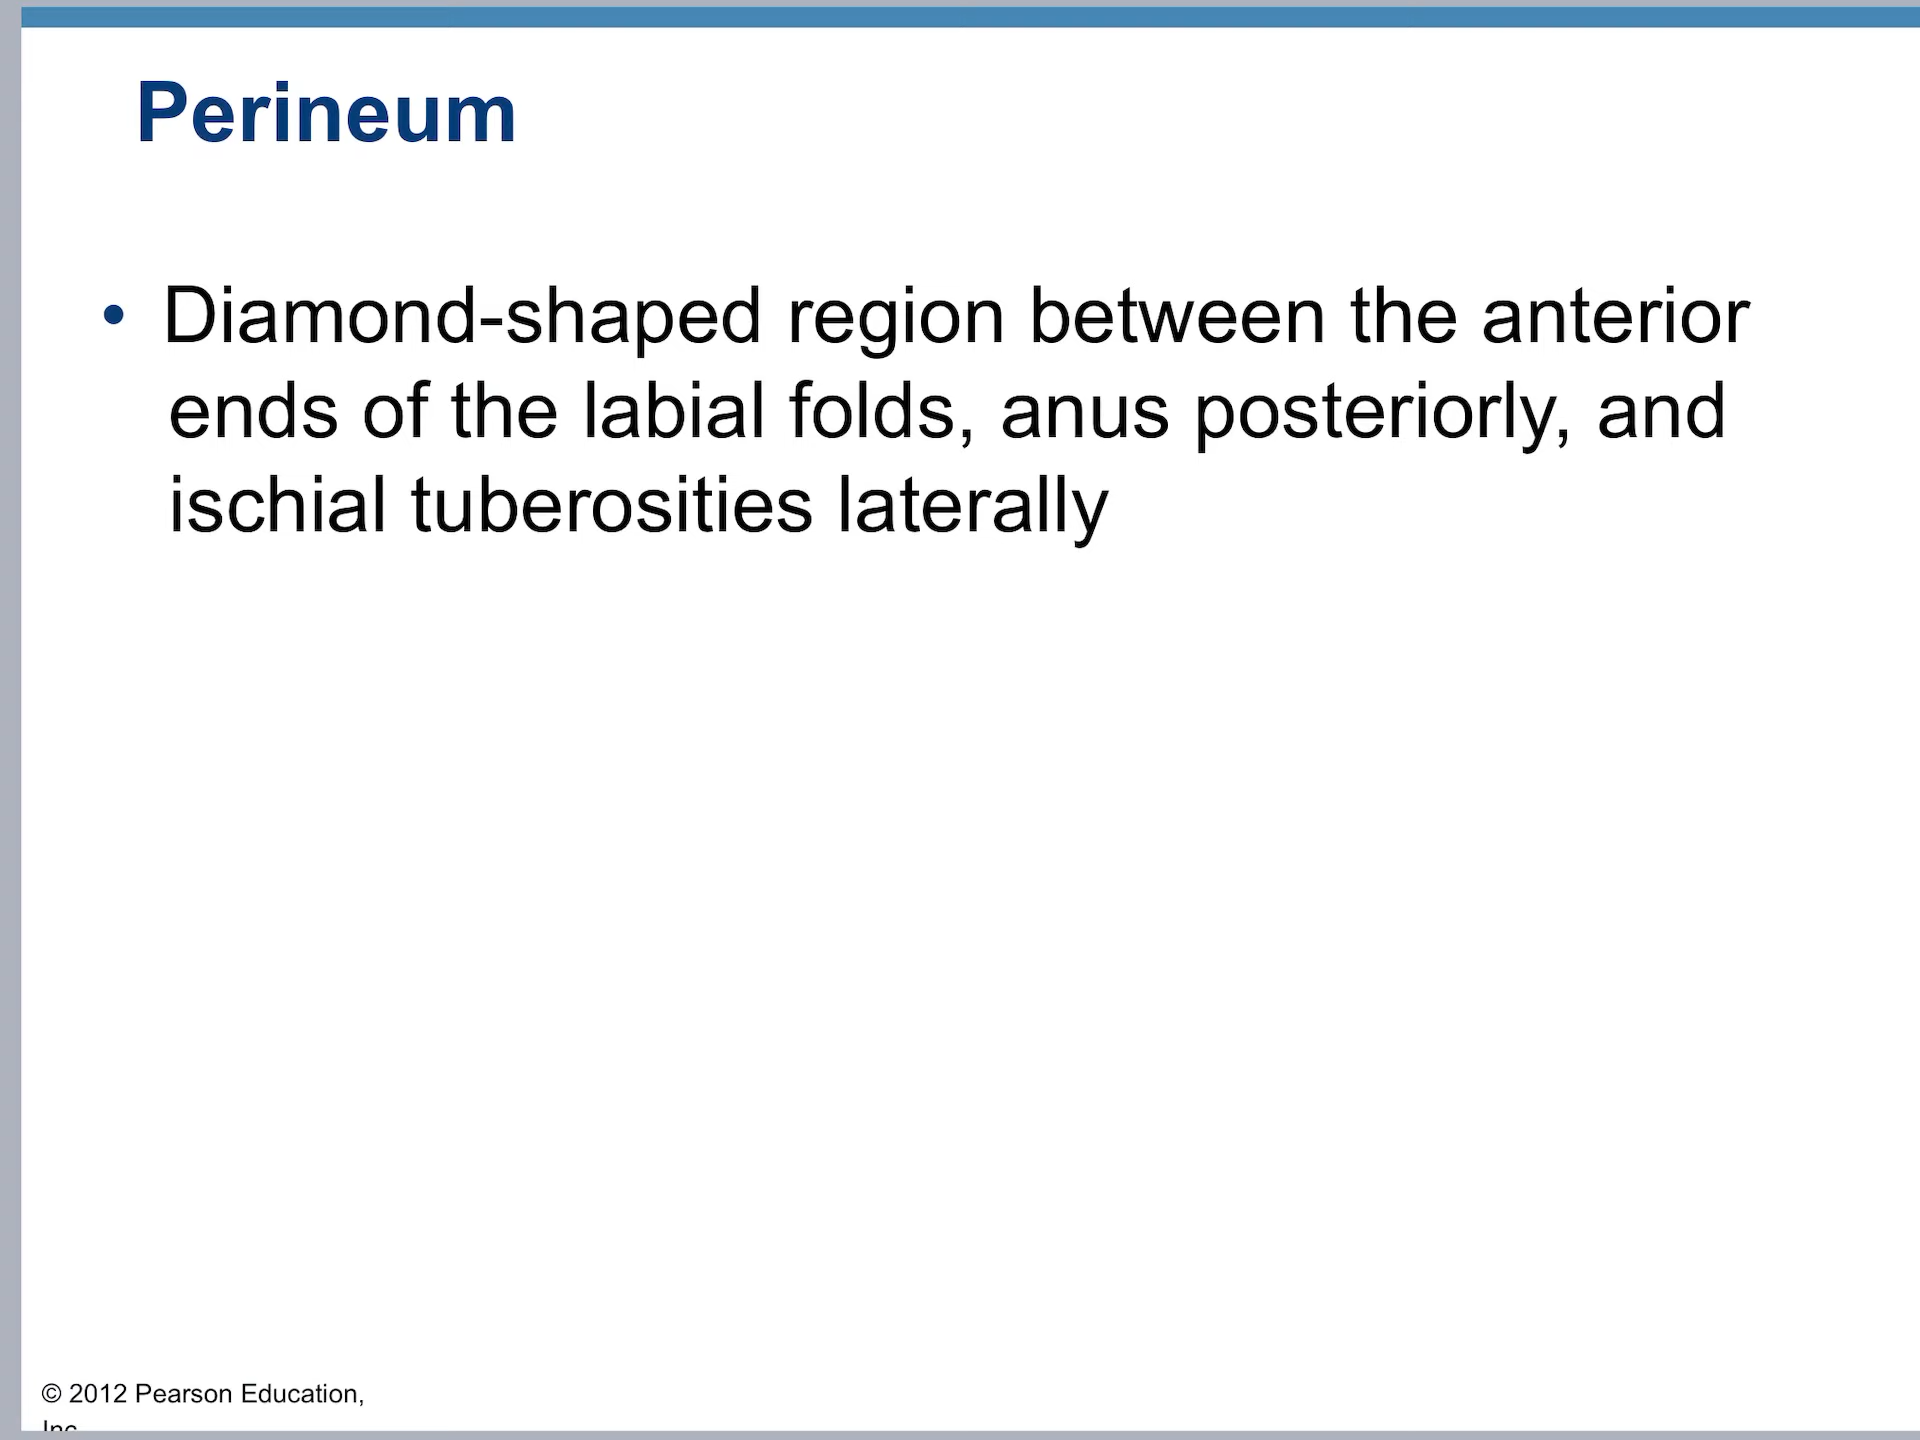 Perineum
• Diamond-shaped region between the anterior
ends of the labial folds, anus posteriorly, and
ischial tuberosities laterally
© 2012 Pearson Education,
Inc